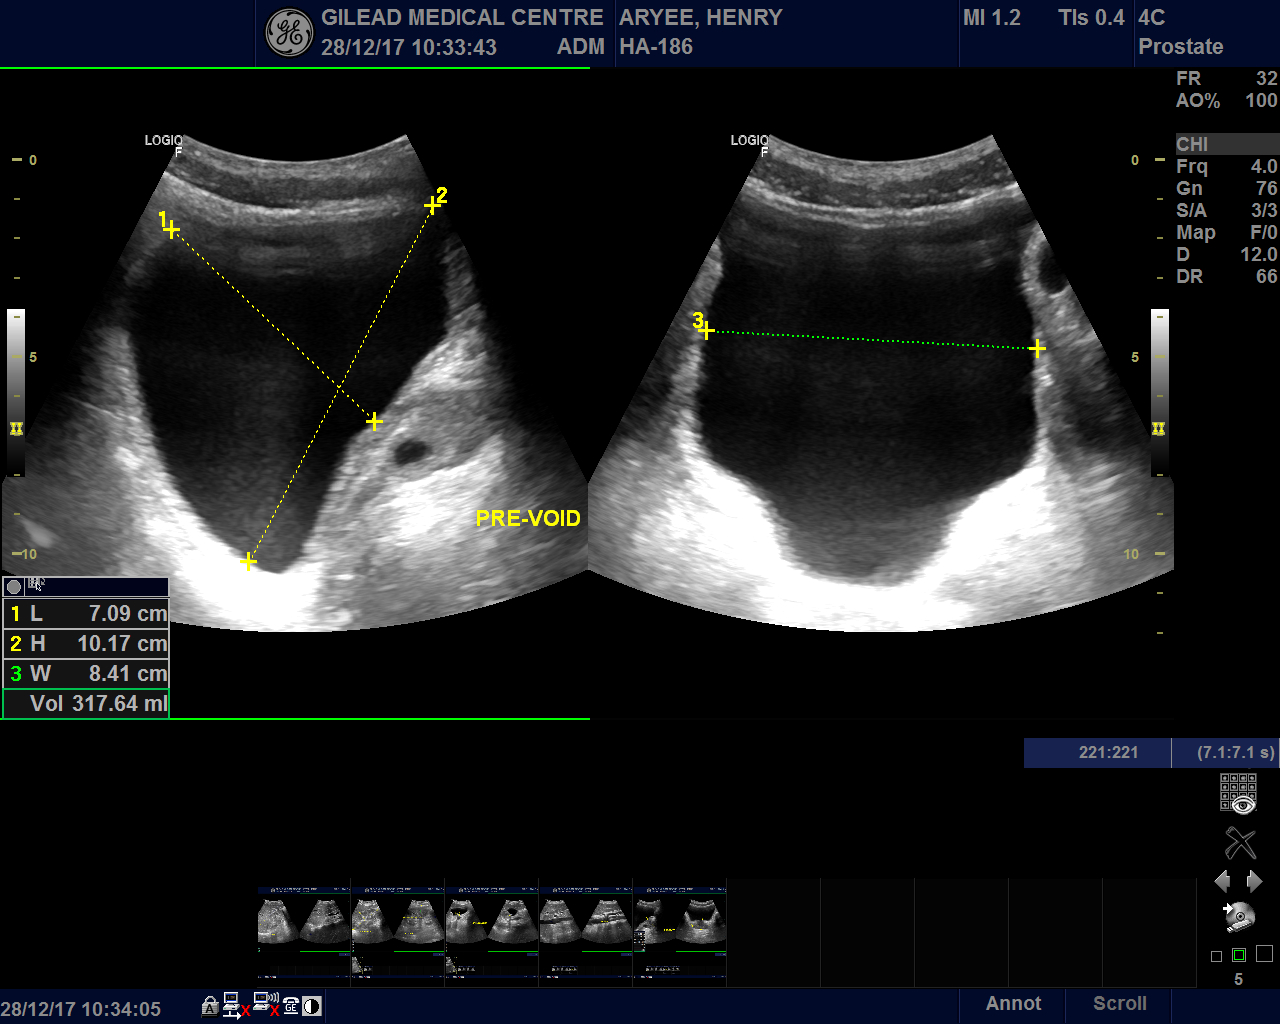 GILEAD MEDICAL CENTRE
28/12/17 10:33:43 ADM
ARYEE, HENRY
HA-186
MI 1.2 TIs 0.4
4C
Prostate
FR 32
AO% 100
CHI
Frq 4.0
Gn 76
S/A 3/3
Map F/0
D 12.0
DR 66
LOGIQ
F
0
5
10
1
2
PRE-VOID
LOGIQ
F
3
0
5
10
1 L 7.09 cm
2 H 10.17 cm
3 W 8.41 cm
Vol 317.64 ml
221:221 (7.1:7.1 s)
5
28/12/17 10:34:05
A
GE
Annot
Scroll